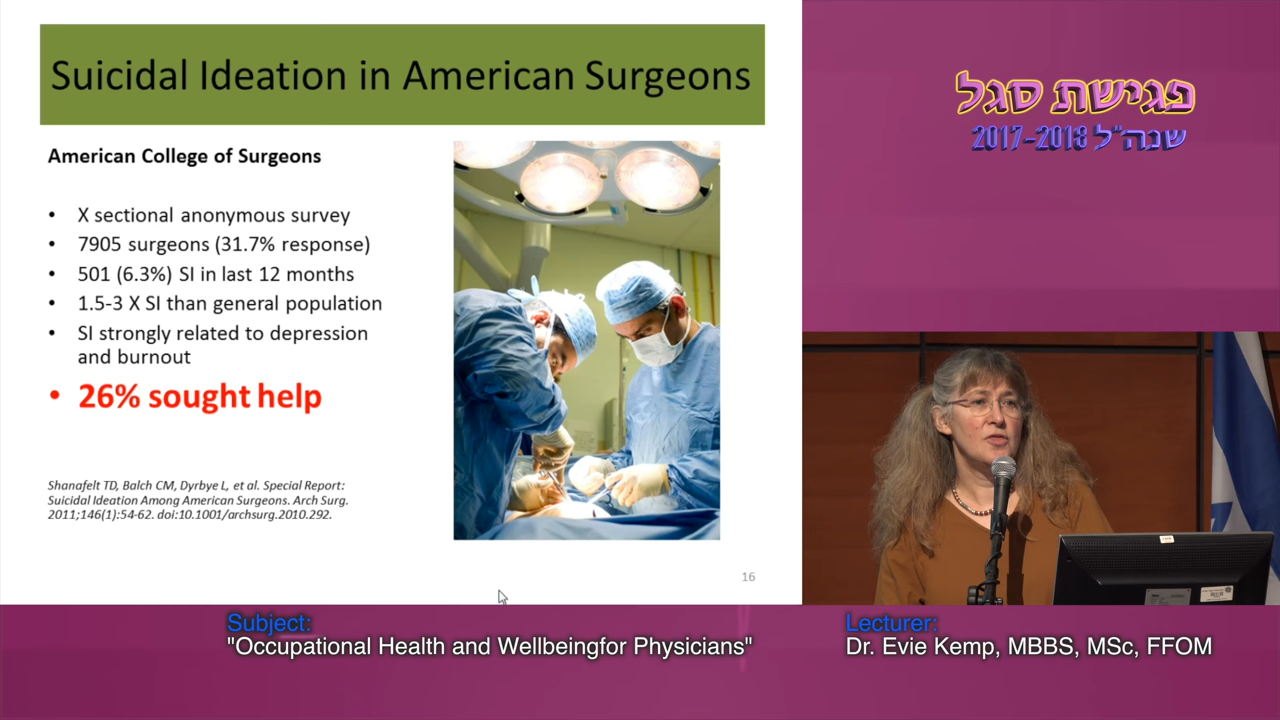 Suicidal Ideation in American Surgeons
American College of Surgeons
• X sectional anonymous survey
• 7905 surgeons (31.7% response)
• 501 (6.3%) SI in last 12 months
• 1.5-3 X SI than general population
• SI strongly related to depression
and burnout
• 26% sought help
Shanafelt TD, Balch CM, Dyrbye L, et al. Special Report:
Suicidal Ideation Among American Surgeons. Arch Surg.
2011;146(1):54-62. doi:10.1001/archsurg.2010.292.
16
פגישת סגל
שנה"ל 2017-2018
Subject:
"Occupational Health and Wellbeingfor Physicians"
Lecturer:
Dr. Evie Kemp, MBBS, MSc, FFOM